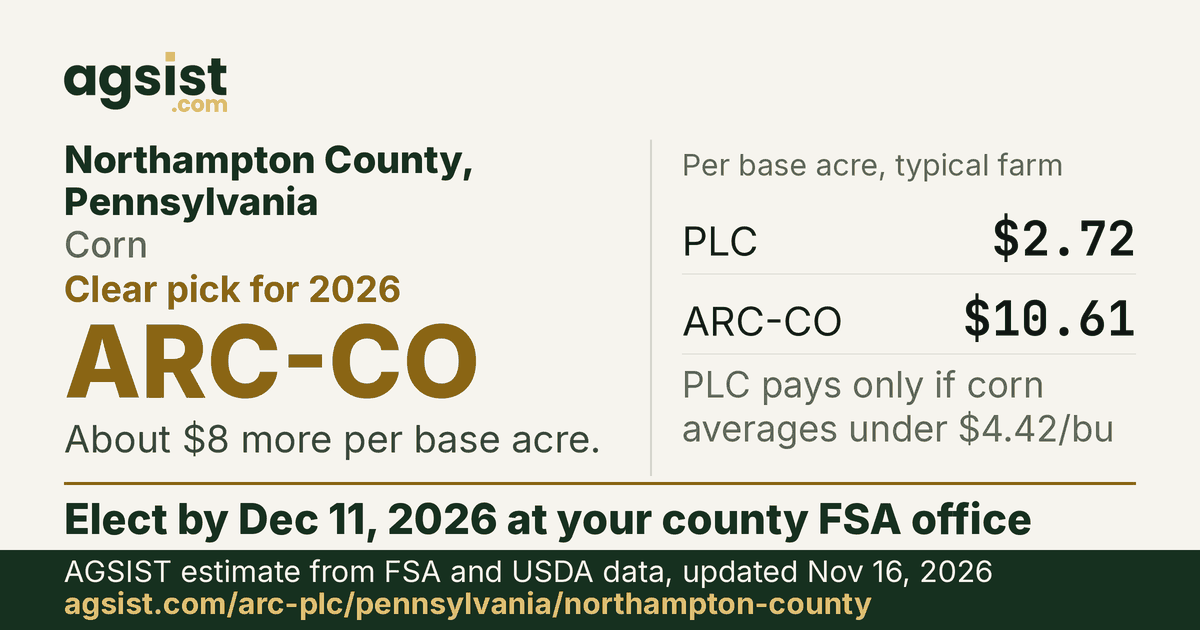 agsist
.com
Northampton County,
Pennsylvania
Corn
Clear pick for 2026
ARC-CO
About $8 more per base acre.
Per base acre, typical farm
PLC $2.72
ARC-CO $10.61
PLC pays only if corn
averages under $4.42/bu
Elect by Dec 11, 2026 at your county FSA office
AGSIST estimate from FSA and USDA data, updated Nov 16, 2026
agsist.com/arc-plc/pennsylvania/northampton-county